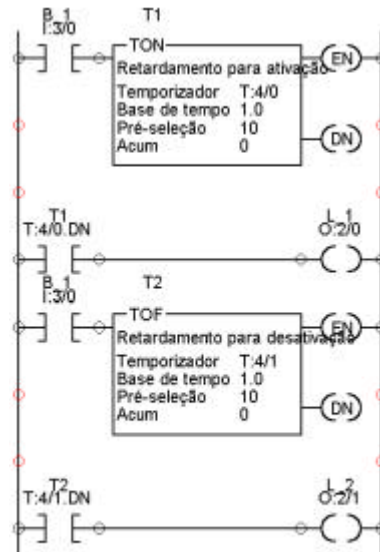 B_1
I:3/0
T1
TON
Retardamento para ativação
EN
Temporizador T:4/0
Base de tempo 1.0
Pré-seleção 10
Acum 0
DN
T1
T:4/0.DN
L_1
O:2/0
B_1
I:3/0
T2
TOF
Retardamento para desativação
EN
Temporizador T:4/1
Base de tempo 1.0
Pré-seleção 10
Acum 0
DN
T2
T:4/1.DN
L_2
O:2/1